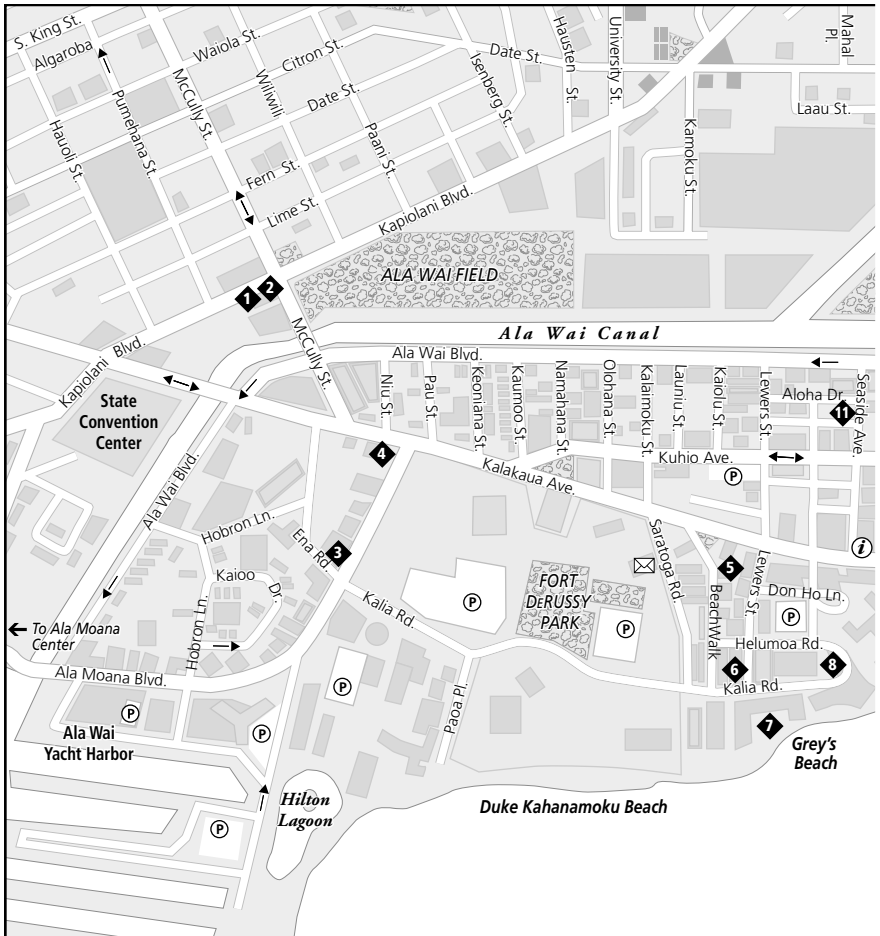 S. King St.
Algaroba
Waiola St.
Citron St.
Date St.
Hausten St.
University St.
Mahal Pl.
Laau St.
Kamoku St.
Isenberg St.
McCully St.
Wiliwili
Date St.
Pumehana St.
Hauoli St.
Paani St.
Fern St.
Lime St.
Kapiolani Blvd.
ALA WAI FIELD
1
2
McCully St.
Ala Wai Canal
Kapiolani Blvd.
Ala Wai Blvd.
State
Convention
Center
Niu St.
Pau St.
Keoniana St.
Kaumoo St.
Namahana St.
Olohana St.
Kalaimoku St.
Launiu St.
Kaiolu St.
Lewers St.
Aloha Dr.
11
Seaside Ave.
4
Kuhio Ave.
P
Kalakaua Ave.
Ala Wai Blvd.
Hobron Ln.
Ena Rd.
3
Kaioo Dr.
Hobron Ln.
Kalia Rd.
P
FORT
DERUSSY
PARK
P
Saratoga Rd.
i
5
BeachWalk
Lewers St.
Don Ho Ln.
P
Helumoa Rd.
6
8
Kalia Rd.
7
To Ala Moana
Center
Ala Moana Blvd.
P
P
P
Paoa Pl.
Ala Wai
Yacht Harbor
Grey's
Beach
Hilton
Lagoon
Duke Kahanamoku Beach
P